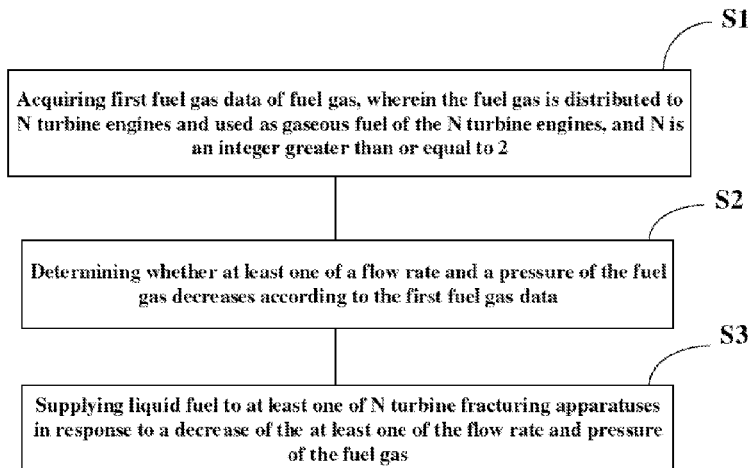 S1
Acquiring first fuel gas data of fuel gas, wherein the fuel gas is distributed to
N turbine engines and used as gaseous fuel of the N turbine engines, and N is
an integer greater than or equal to 2
S2
Determining whether at least one of a flow rate and a pressure of the fuel
gas decreases according to the first fuel gas data
S3
Supplying liquid fuel to at least one of N turbine fracturing apparatuses
in response to a decrease of the at least one of the flow rate and pressure
of the fuel gas